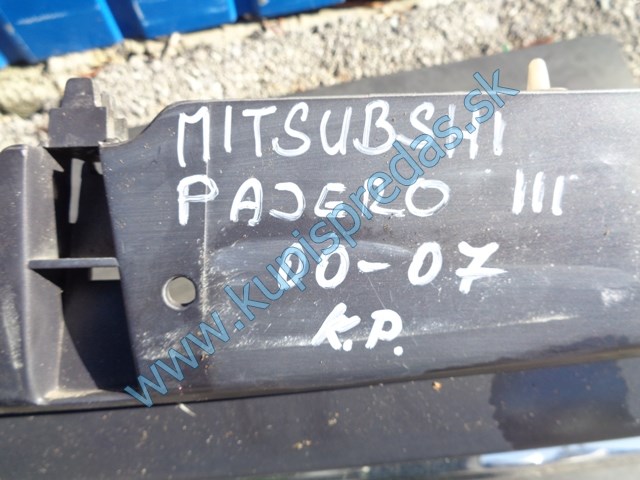 MITSUBSHI
PAJERO III
00-07
K.P.
www.kupispredas.sk